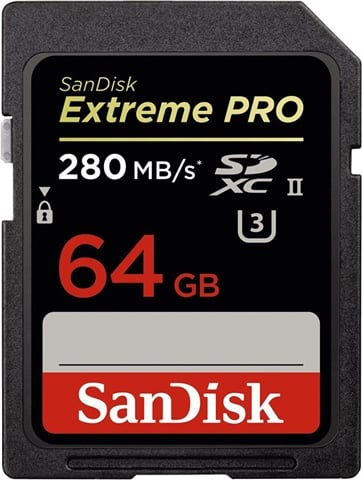 SanDisk
Extreme PRO
280 MB/s*
SD XC II
3
64 GB
SanDisk